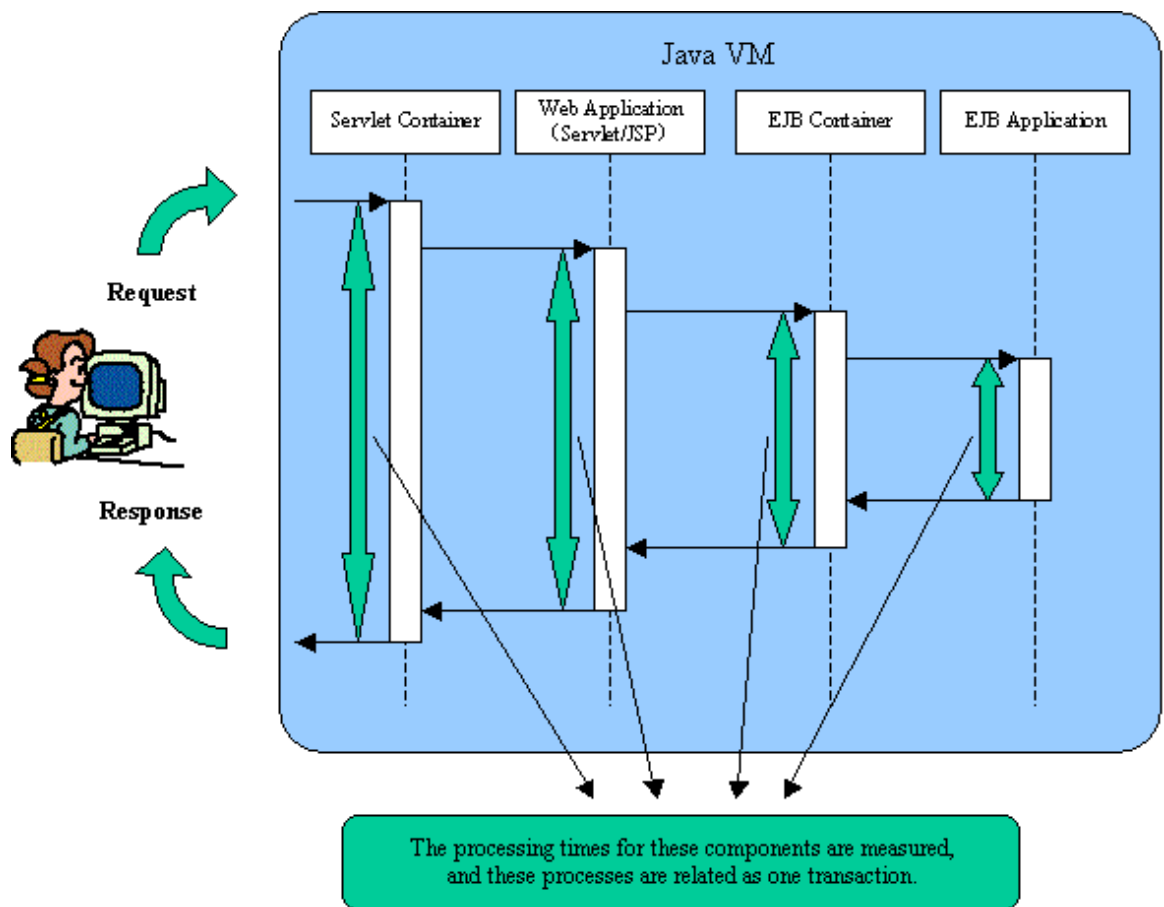 Java VM
Servlet Container
Web Application
(Servlet/JSP)
EJB Container
EJB Application
Request
Response
The processing times for these components are measured,
and these processes are related as one transaction.